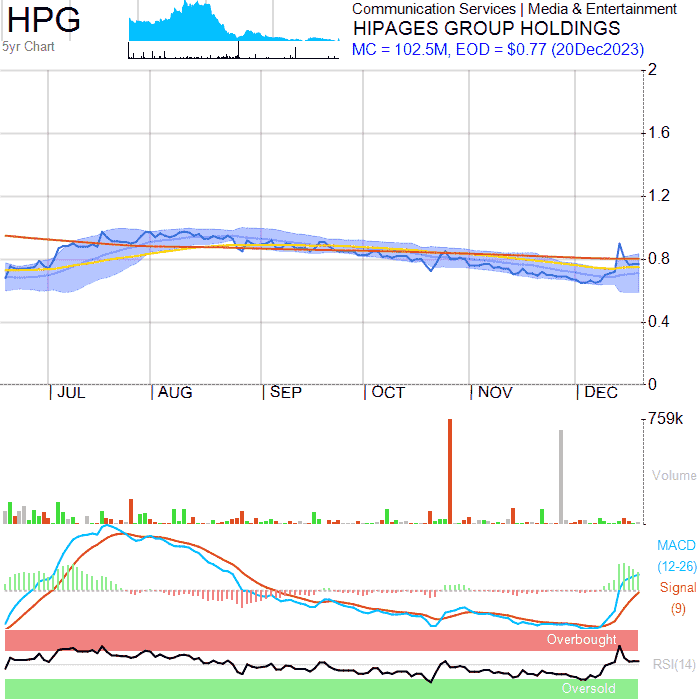 HPG
5yr Chart
Communication Services | Media & Entertainment
HIPAGES GROUP HOLDINGS
MC = 102.5M, EOD = $0.77 (20Dec2023)
2
1.6
1.2
0.8
0.4
0
JUL AUG SEP OCT NOV DEC
759k
Volume
MACD
(12-26)
Signal
(9)
Overbought
RSI(14)
Oversold